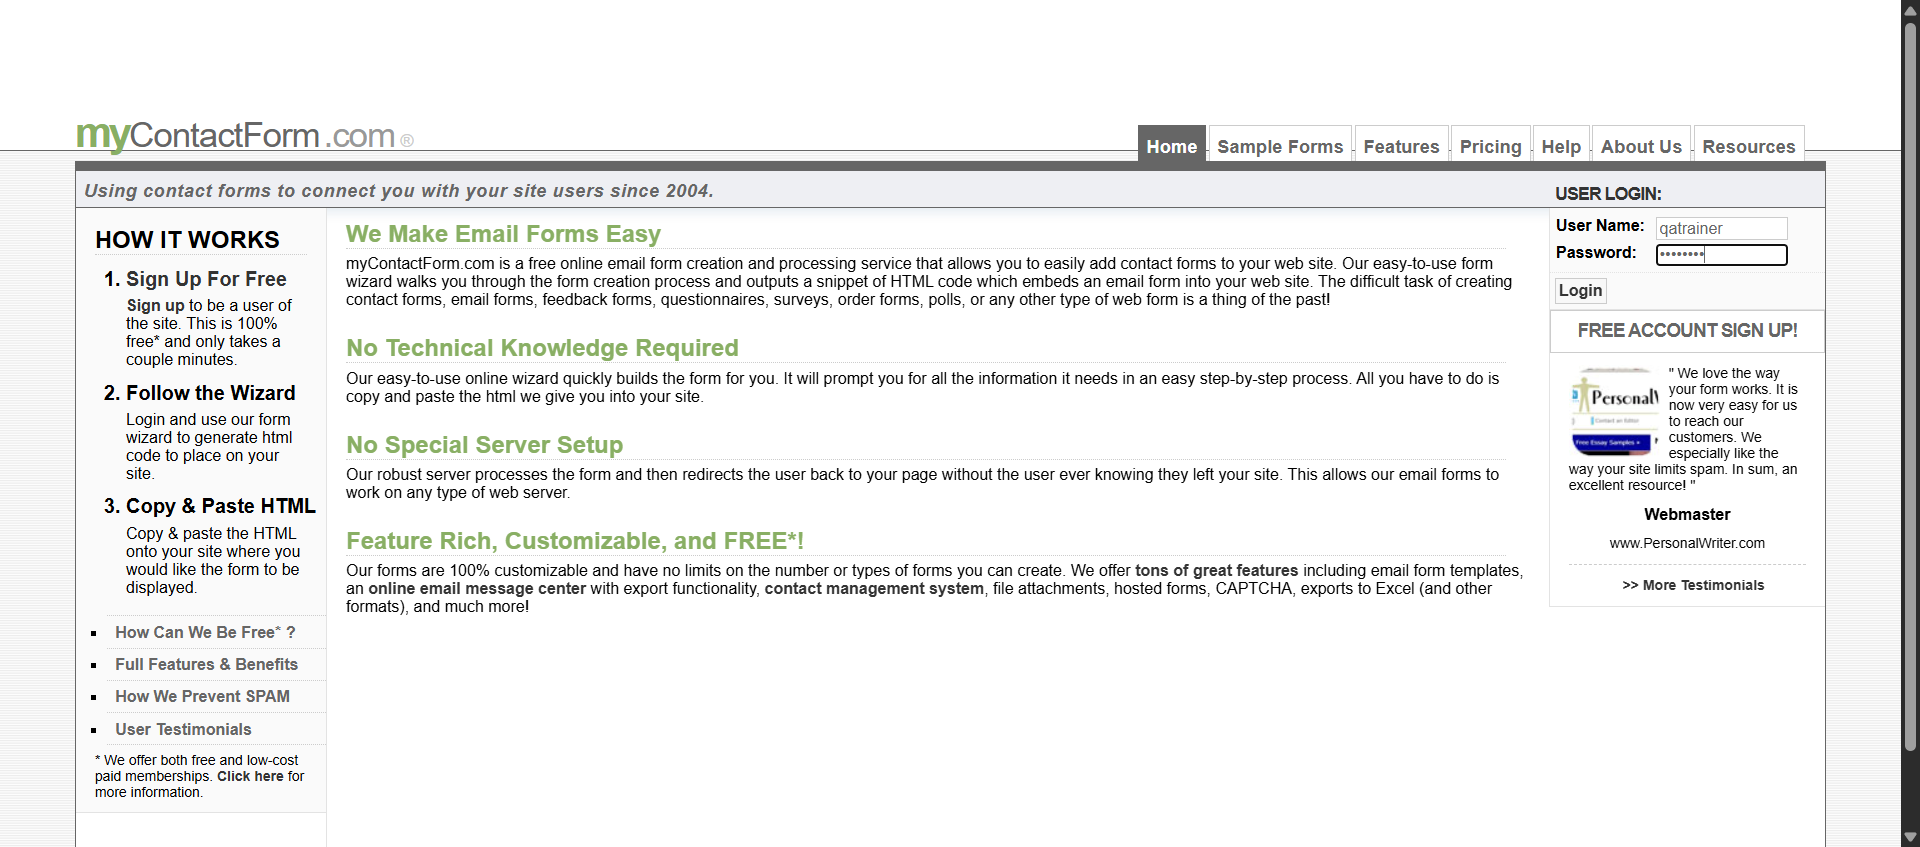 myContactForm.com®
Home
Sample Forms
Features
Pricing
Help
About Us
Resources
Using contact forms to connect you with your site users since 2004.
HOW IT WORKS
1. Sign Up For Free
Sign up to be a user of
the site. This is 100%
free* and only takes a
couple minutes.
2. Follow the Wizard
Login and use our form
wizard to generate html
code to place on your
site.
3. Copy & Paste HTML
Copy & paste the HTML
onto your site where you
would like the form to be
displayed.
How Can We Be Free* ?
Full Features & Benefits
How We Prevent SPAM
User Testimonials
* We offer both free and low-cost
paid memberships. Click here for
more information.
We Make Email Forms Easy
myContactForm.com is a free online email form creation and processing service that allows you to easily add contact forms to your web site. Our easy-to-use form
wizard walks you through the form creation process and outputs a snippet of HTML code which embeds an email form into your web site. The difficult task of creating
contact forms, email forms, feedback forms, questionnaires, surveys, order forms, polls, or any other type of web form is a thing of the past!
No Technical Knowledge Required
Our easy-to-use online wizard quickly builds the form for you. It will prompt you for all the information it needs in an easy step-by-step process. All you have to do is
copy and paste the html we give you into your site.
No Special Server Setup
Our robust server processes the form and then redirects the user back to your page without the user ever knowing they left your site. This allows our email forms to
work on any type of web server.
Feature Rich, Customizable, and FREE*!
Our forms are 100% customizable and have no limits on the number or types of forms you can create. We offer tons of great features including email form templates,
an online email message center with export functionality, contact management system, file attachments, hosted forms, CAPTCHA, exports to Excel (and other
formats), and much more!
USER LOGIN:
User Name: qatrainer
Password: ••••••••
Login
FREE ACCOUNT SIGN UP!
Personal
Contact an Editor
Free Essay Samples »
" We love the way
your form works. It is
now very easy for us
to reach our
customers. We
especially like the
way your site limits spam. In sum, an
excellent resource! "
Webmaster
www.PersonalWriter.com
>> More Testimonials